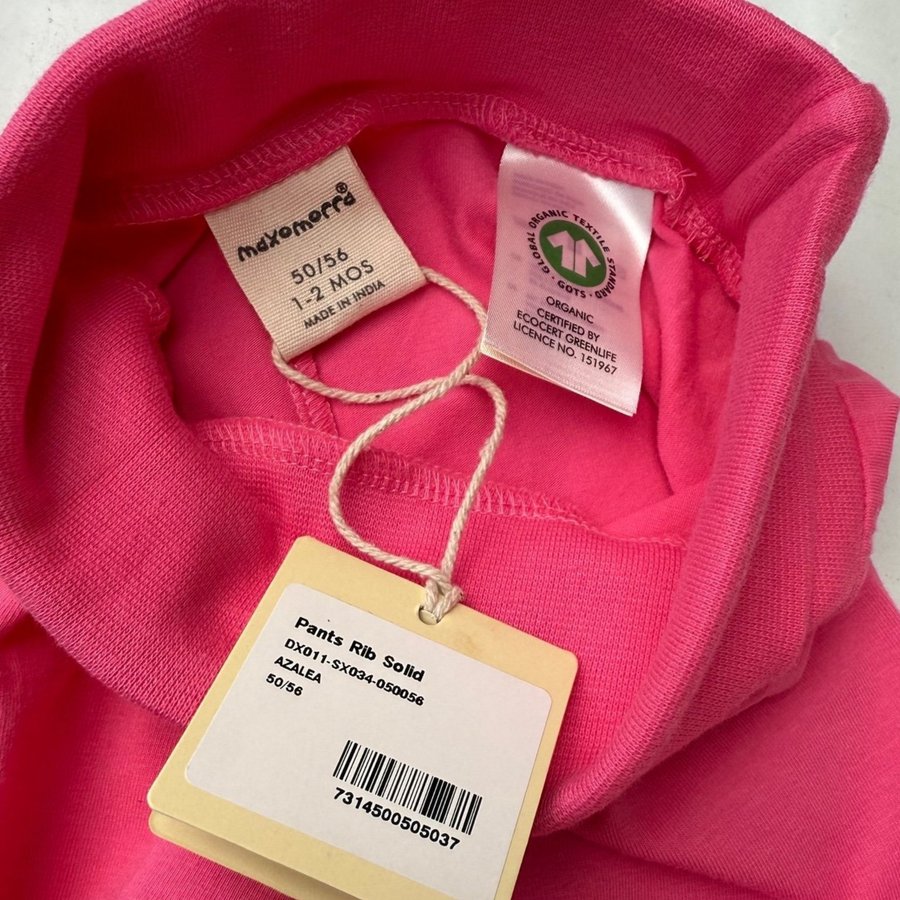 maxomorra®
50/56
1-2 MOS
MADE IN INDIA
GLOBAL ORGANIC TEXTILE STANDARD
· GOTS ·
ORGANIC
CERTIFIED BY
ECOCERT GREENLIFE
LICENCE NO. 151967
Pants Rib Solid
DX011-SX034-050056
AZALEA
50/56
7314500505037